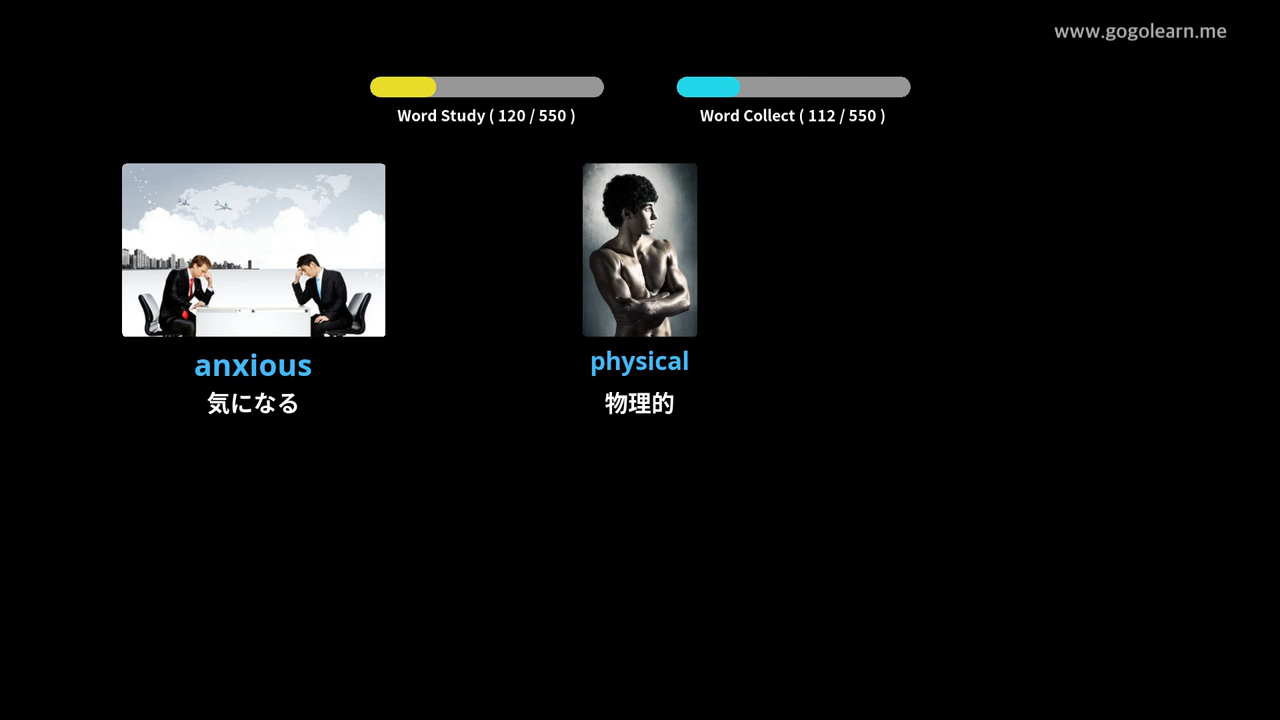 www.gogolearn.me
Word Study ( 120 / 550 )
Word Collect ( 112 / 550 )
anxious
気になる
physical
物理的